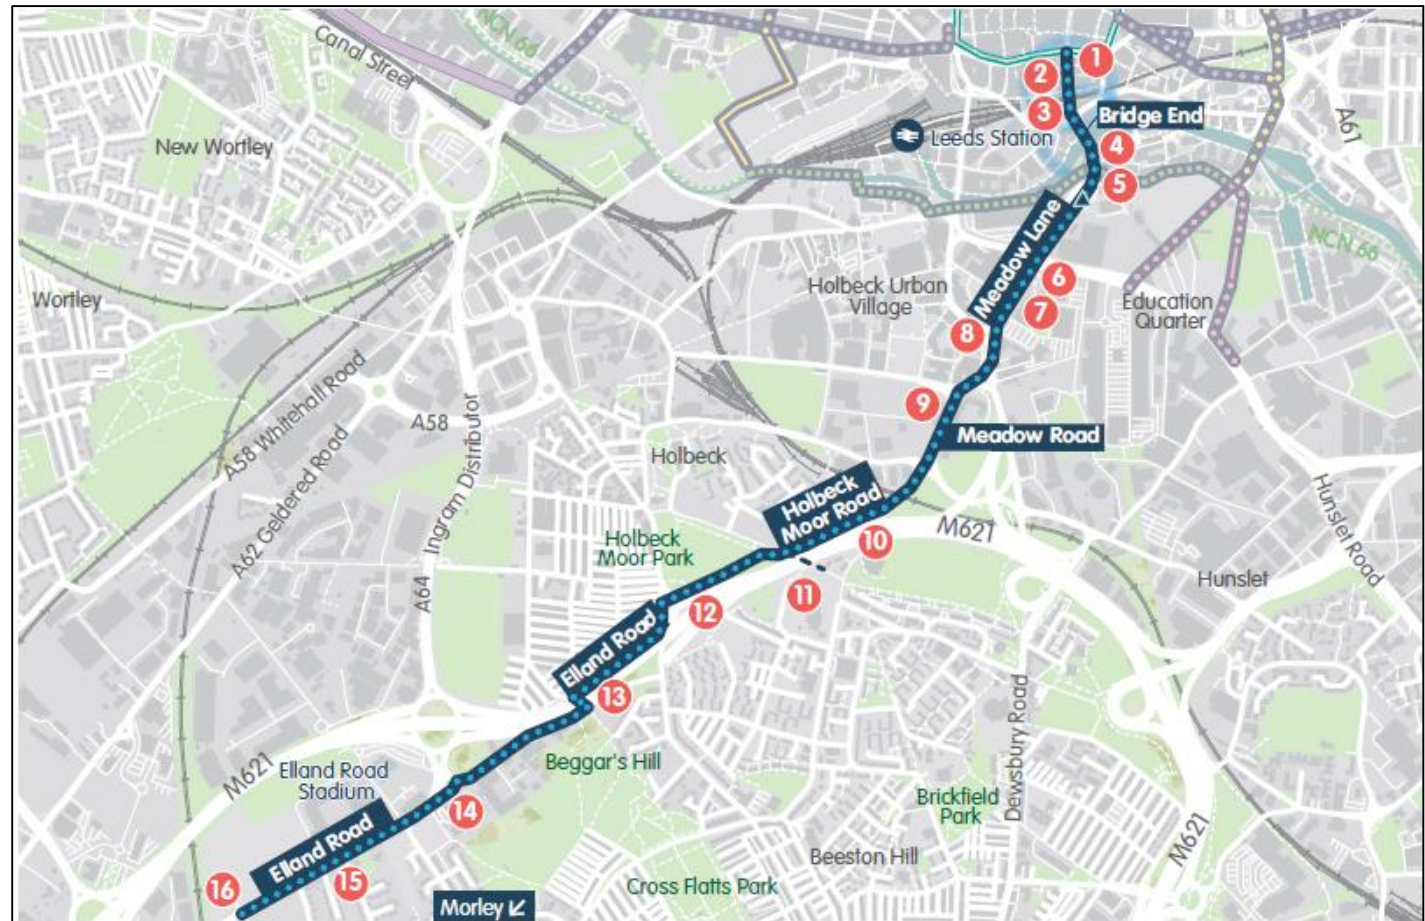 NCN 66
Canal Street
1
2
3
Bridge End
A61
Leeds Station
4
New Wortley
5
Meadow Lane
NCN 66
6
Wortley
Holbeck Urban
Village
7
Education
Quarter
8
A58 Whitehall Road
9
A58
Meadow Road
A62 Geldered Road
Ingram Distributor
Holbeck
Holbeck
Moor Road
Hunslet Road
M621
10
Holbeck
Moor Park
Hunslet
A64
11
12
Elland Road
13
Dewsbury Road
M621
Beggar's Hill
Elland Road
Stadium
14
Brickfield
Park
M621
Elland Road
Beeston Hill
15
16
Cross Flatts Park
Morley